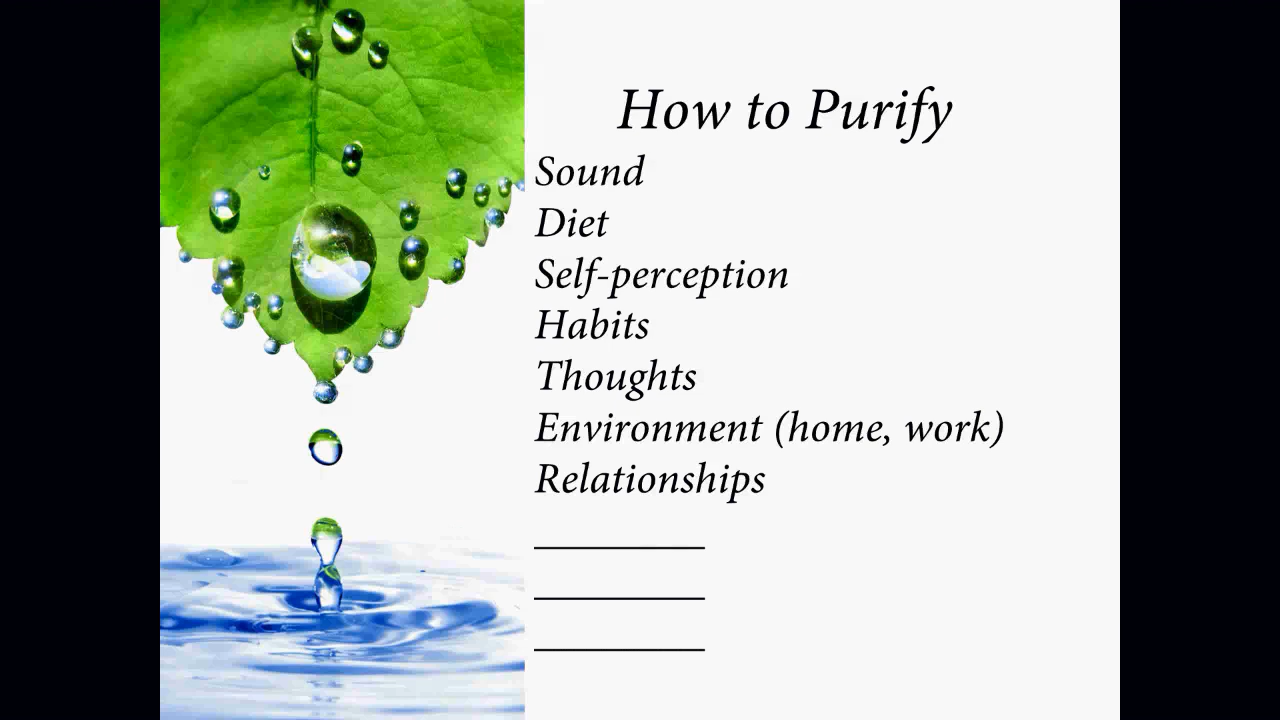 How to Purify
Sound
Diet
Self-perception
Habits
Thoughts
Environment (home, work)
Relationships